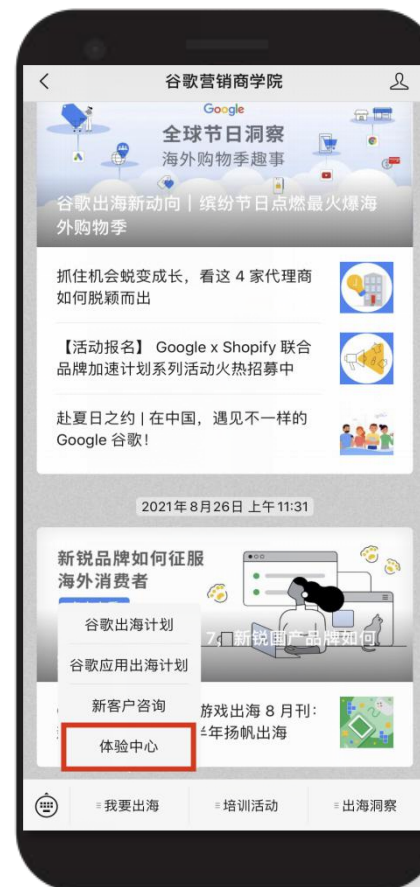 谷歌营销商学院
Google
全球节日洞察
海外购物季趣事
谷歌出海新动向 | 缤纷节日点燃最火爆海
外购物季
抓住机会蜕变成长，看这 4 家代理商
如何脱颖而出
【活动报名】 Google x Shopify 联合
品牌加速计划系列活动火热招募中
赴夏日之约 | 在中国，遇见不一样的
Google 谷歌！
2021年8月26日 上午11:31
新锐品牌如何征服
海外消费者
谷歌出海计划
7。新锐国产品牌如何
谷歌应用出海计划
新客户咨询
游戏出海 8 月刊：
体验中心
年扬帆出海
我要出海
培训活动
出海洞察